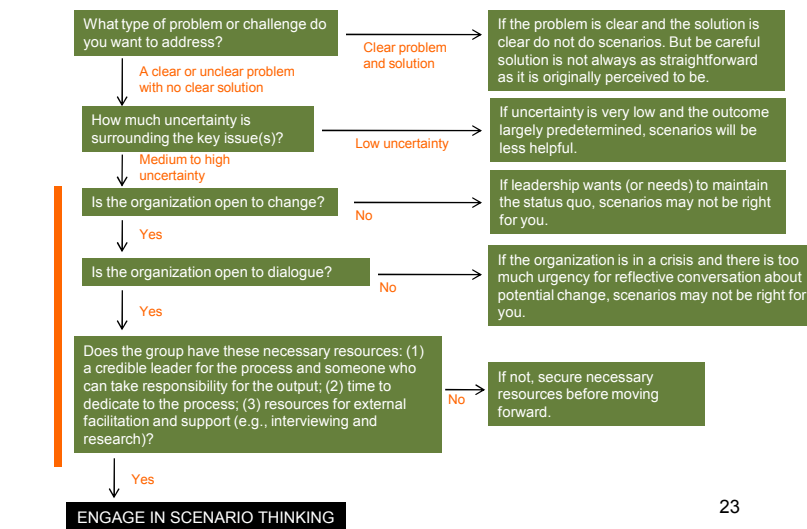 What type of problem or challenge do
you want to address?
Clear problem
and solution
If the problem is clear and the solution is
clear do not do scenarios. But be careful
solution is not always as straightforward
as it is originally perceived to be.
A clear or unclear problem
with no clear solution
How much uncertainty is
surrounding the key issue(s)?
Low uncertainty
If uncertainty is very low and the outcome
largely predetermined, scenarios will be
less helpful.
Medium to high
uncertainty
Is the organization open to change?
No
If leadership wants (or needs) to maintain
the status quo, scenarios may not be right
for you.
Yes
Is the organization open to dialogue?
No
If the organization is in a crisis and there is too
much urgency for reflective conversation about
potential change, scenarios may not be right for
you.
Yes
Does the group have these necessary resources: (1)
a credible leader for the process and someone who
can take responsibility for the output; (2) time to
dedicate to the process; (3) resources for external
facilitation and support (e.g., interviewing and
research)?
No
If not, secure necessary
resources before moving
forward.
Yes
ENGAGE IN SCENARIO THINKING
23